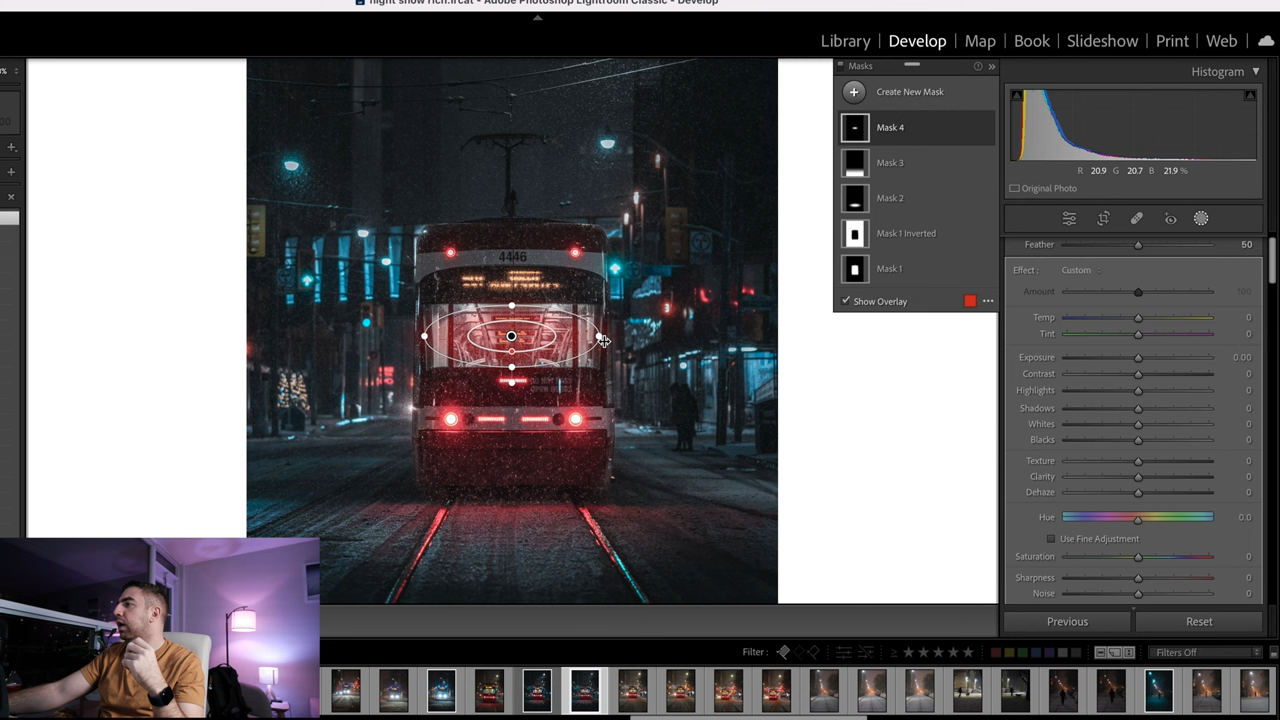 night snow rich.lrcat - Adobe Photoshop Lightroom Classic - Develop
Library | Develop | Map | Book | Slideshow | Print | Web
Masks
Create New Mask
Mask 4
Mask 3
Mask 2
Mask 1 Inverted
Mask 1
Show Overlay
Histogram
R 20.9 G 20.7 B 21.9 %
Original Photo
Feather 50
Effect : Custom
Amount 100
Temp 0
Tint 0
Exposure 0.00
Contrast 0
Highlights 0
Shadows 0
Whites 0
Blacks 0
Texture 0
Clarity 0
Dehaze 0
Hue 0.0
Use Fine Adjustment
Saturation 0
Sharpness 0
Noise 0
Previous Reset
4446
Filter : Filters Off